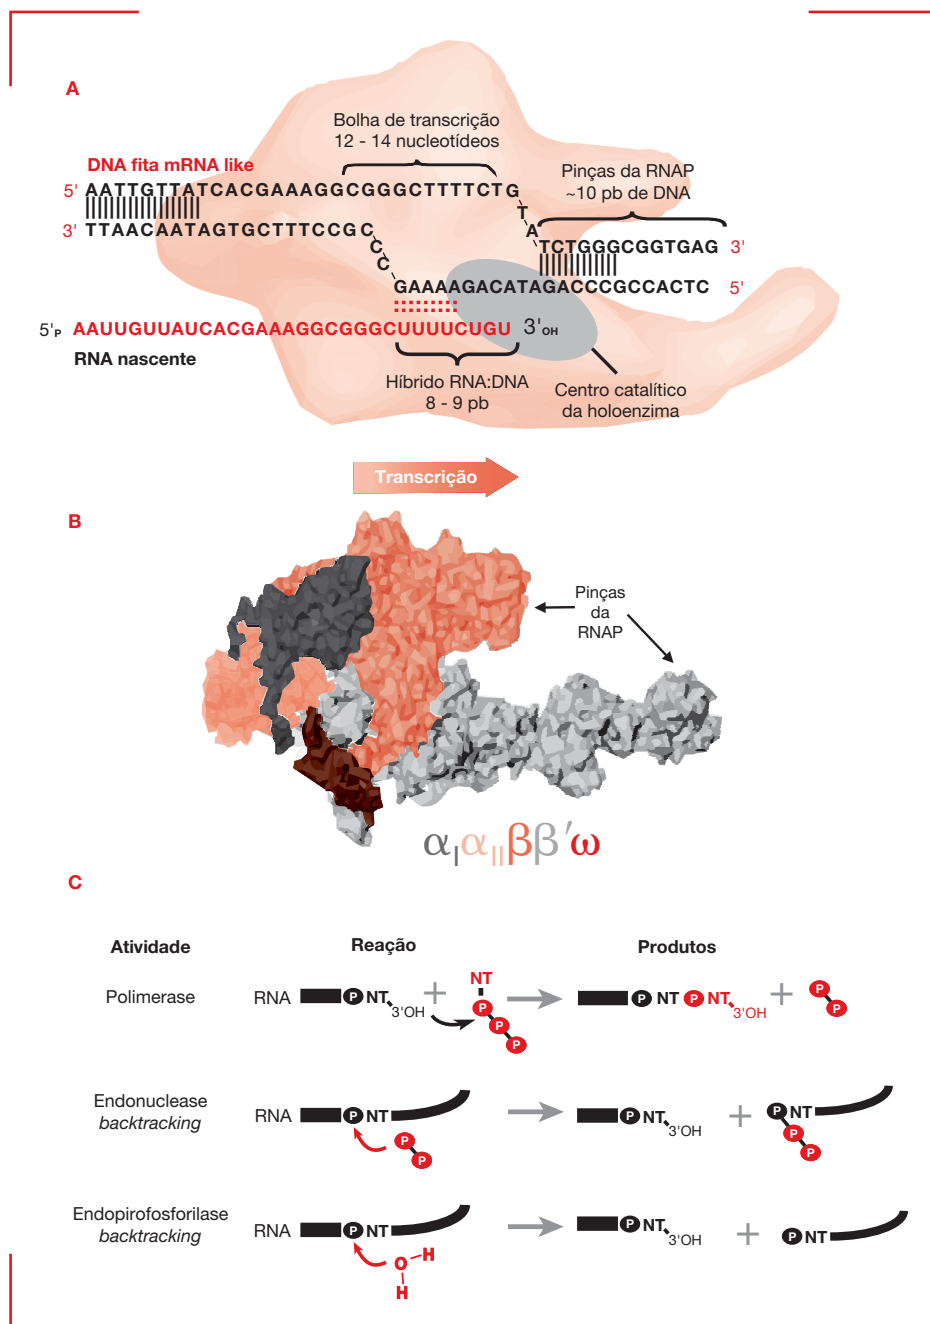 A
Bolha de transcrição
12 - 14 nucleotídeos
DNA fita mRNA like
Pinças da RNAP
~10 pb de DNA
5' AATTGTTATCACGAAAGGCGGGCTTTTCTG
T
A
TCTGGGCGGTGAG 3'
3' TTAACAATAGTGCTTTCCGC
C
C
GAAAAGACATAGACCCGCCACTC 5'
5'P AAUUGUUAUCACGAAAGGCGGGCUUUUCUGU 3'OH
RNA nascente
Híbrido RNA:DNA
8 - 9 pb
Centro catalítico
da holoenzima
Transcrição
B
Pinças
da
RNAP
αIαIIββ′ω
C
Atividade Reação Produtos
Polimerase
RNA P NT 3'OH + NT P P P
P NT P NT 3'OH + P P
Endonuclease
backtracking
RNA P NT P P
P NT 3'OH + P NT P P
Endopirofosforilase
backtracking
RNA P NT O H H
P NT 3'OH + P NT